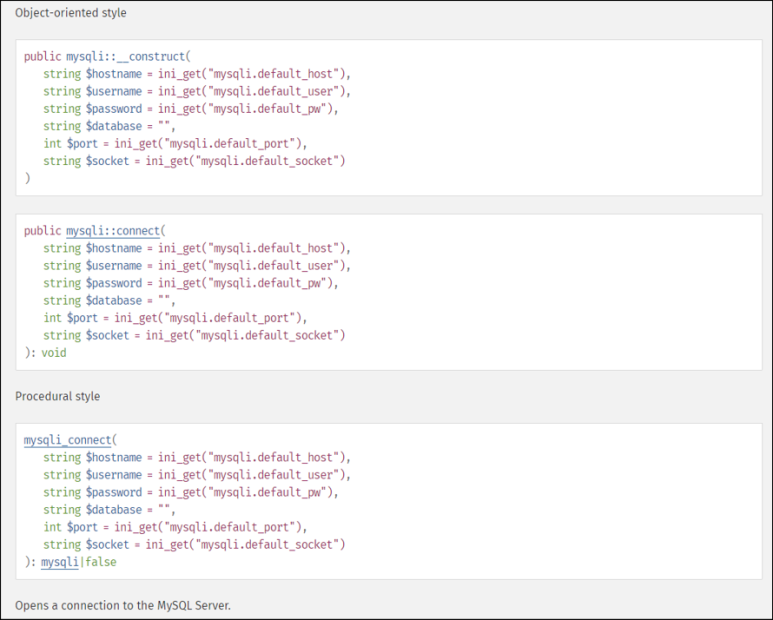 Object-oriented style
public mysqli::__construct(
string $hostname = ini_get("mysqli.default_host"),
string $username = ini_get("mysqli.default_user"),
string $password = ini_get("mysqli.default_pw"),
string $database = "",
int $port = ini_get("mysqli.default_port"),
string $socket = ini_get("mysqli.default_socket")
)
public mysqli::connect(
string $hostname = ini_get("mysqli.default_host"),
string $username = ini_get("mysqli.default_user"),
string $password = ini_get("mysqli.default_pw"),
string $database = "",
int $port = ini_get("mysqli.default_port"),
string $socket = ini_get("mysqli.default_socket")
): void
Procedural style
mysqli_connect(
string $hostname = ini_get("mysqli.default_host"),
string $username = ini_get("mysqli.default_user"),
string $password = ini_get("mysqli.default_pw"),
string $database = "",
int $port = ini_get("mysqli.default_port"),
string $socket = ini_get("mysqli.default_socket")
): mysqli|false
Opens a connection to the MySQL Server.